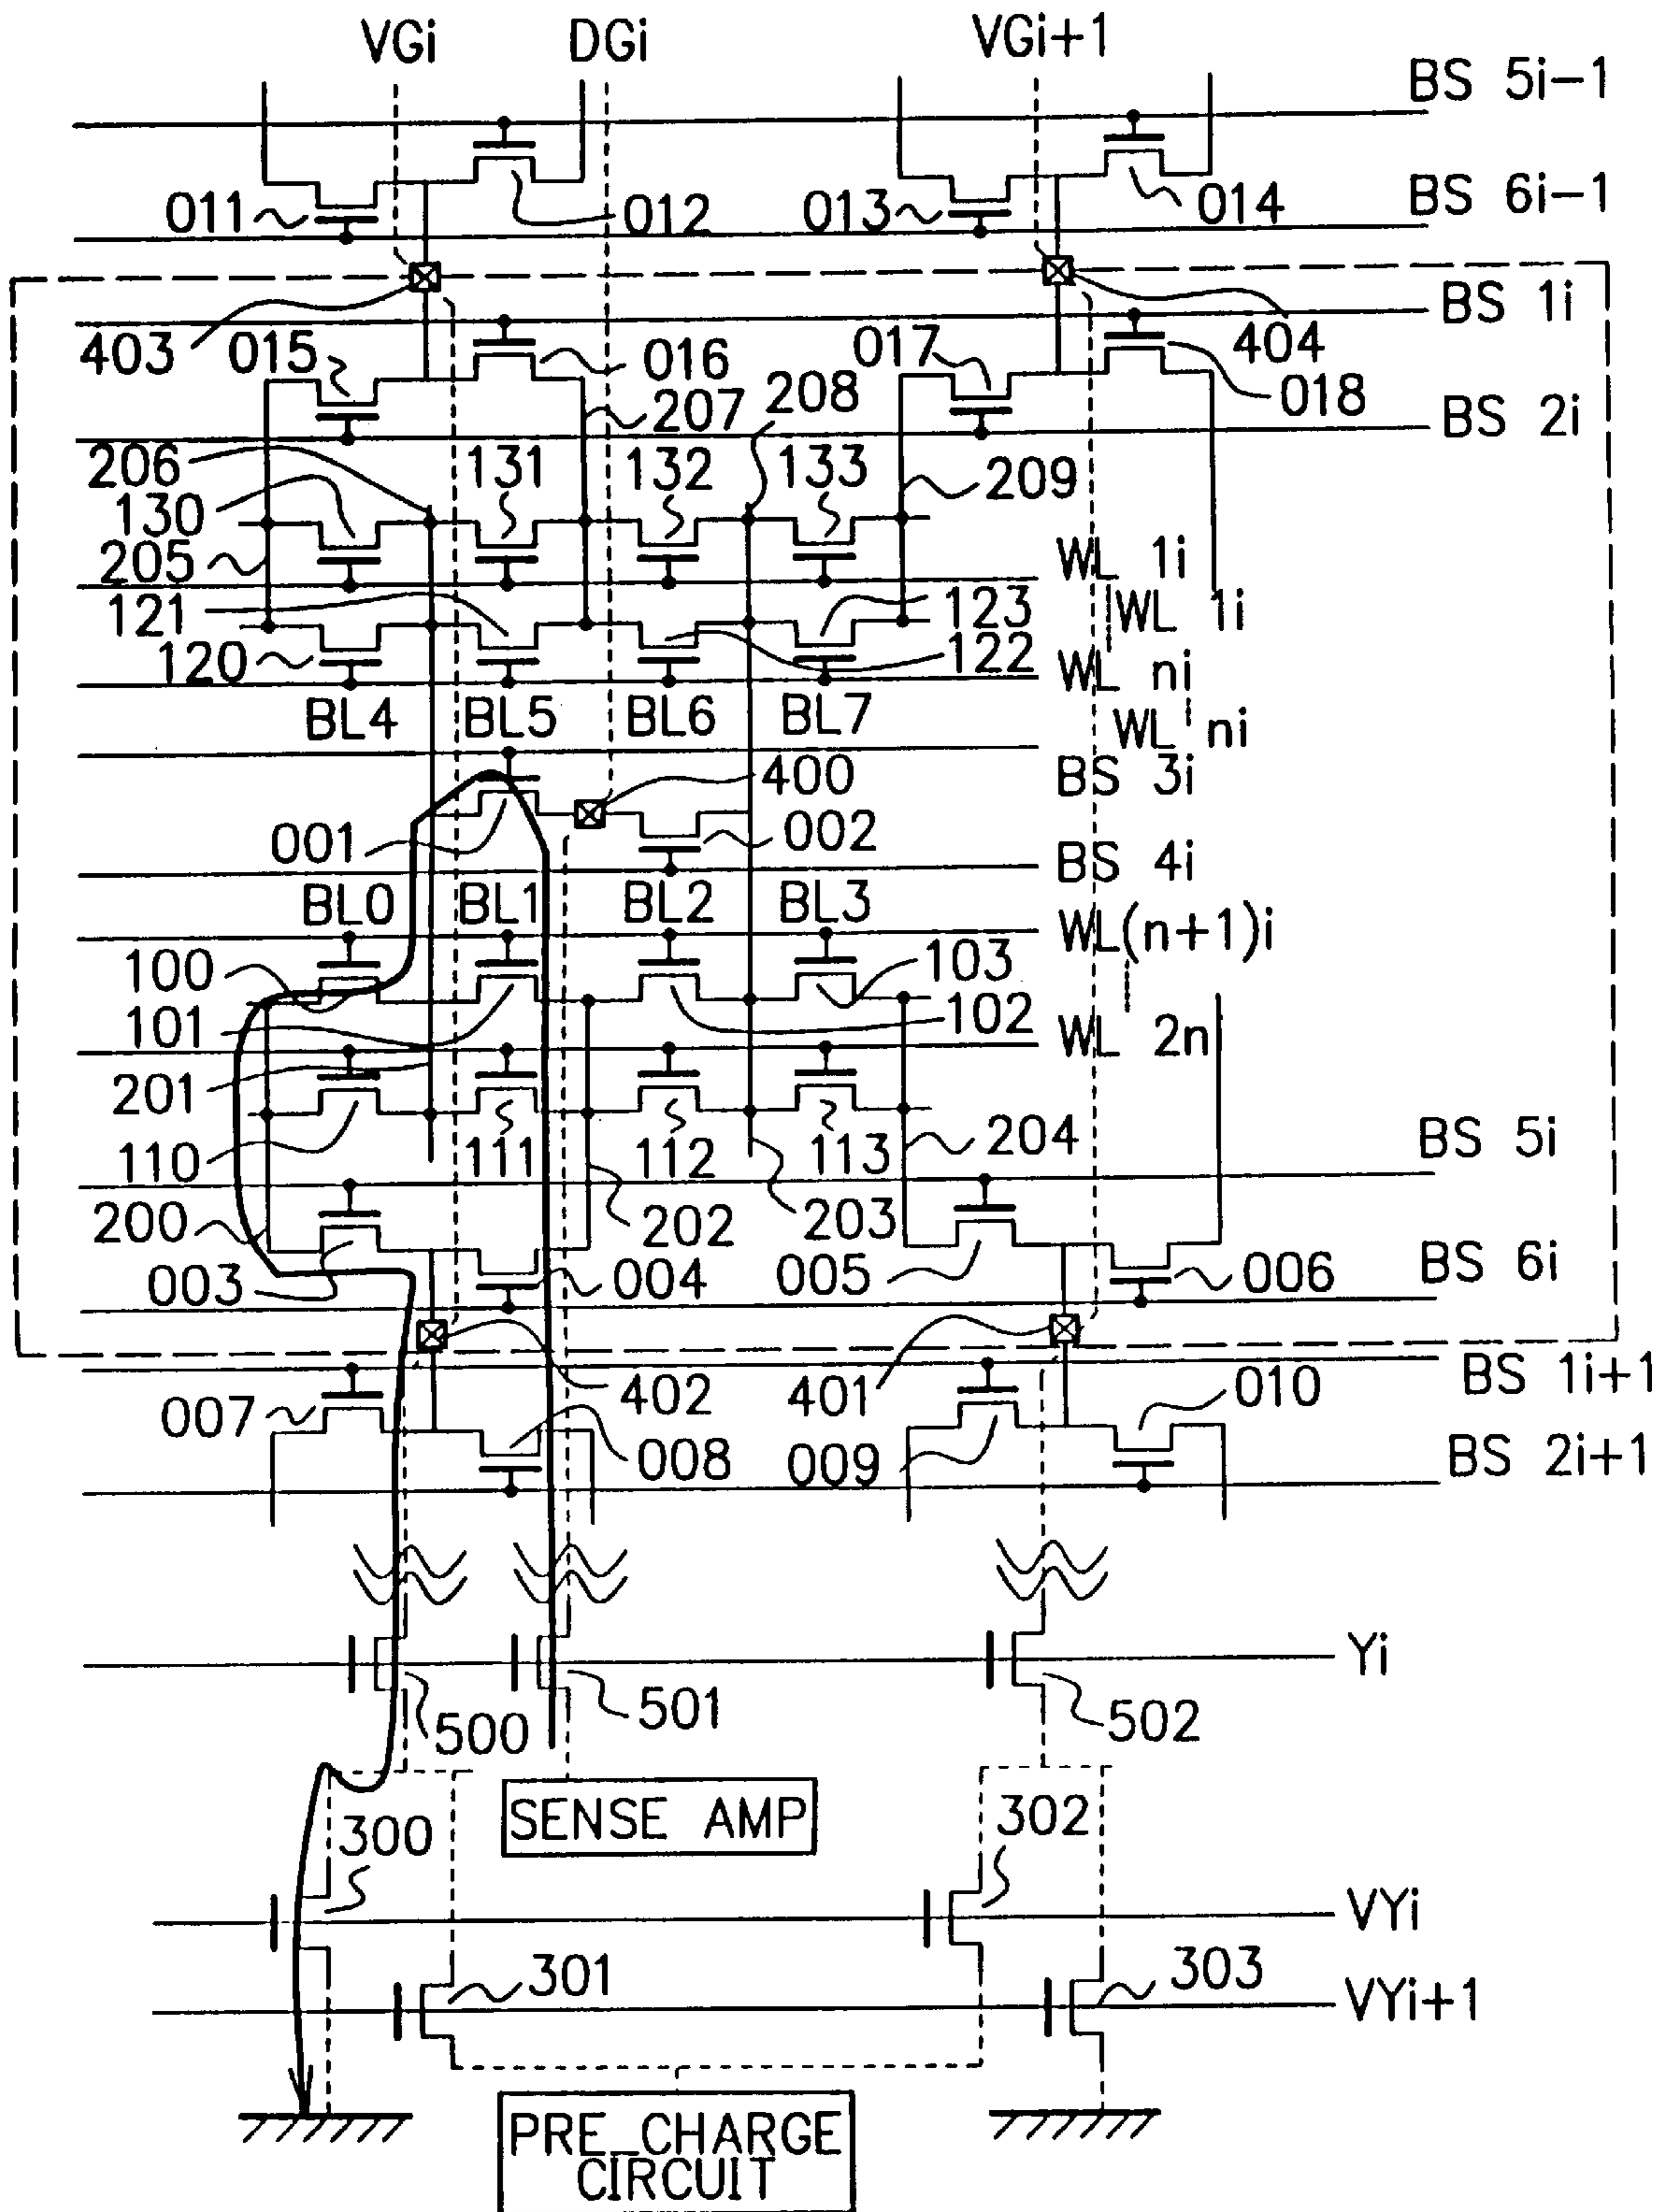 VGi DGi VGi+1
BS 5i-1
011 012 013 014 BS 6i-1
BS 1i
403 015 016 017 404
207 208 018 BS 2i
206 131 132 133 209
130
205 WL 1i
121 123 WL 1i
120 122 WL ni
BL4 BL5 BL6 BL7 WL ni
400 BS 3i
001 002 BS 4i
BL0 BL1 BL2 BL3 WL(n+1)i
100 103
101 102 WL 2n
201
110 111 112 113 204 BS 5i
200 202 203
003 004 005 006 BS 6i
402 401 010 BS 1i+1
007 008 009 BS 2i+1
Yi
500 501 502
SENSE AMP
300 302
VYi
301 303 VYi+1
PRE_CHARGE
CIRCUIT